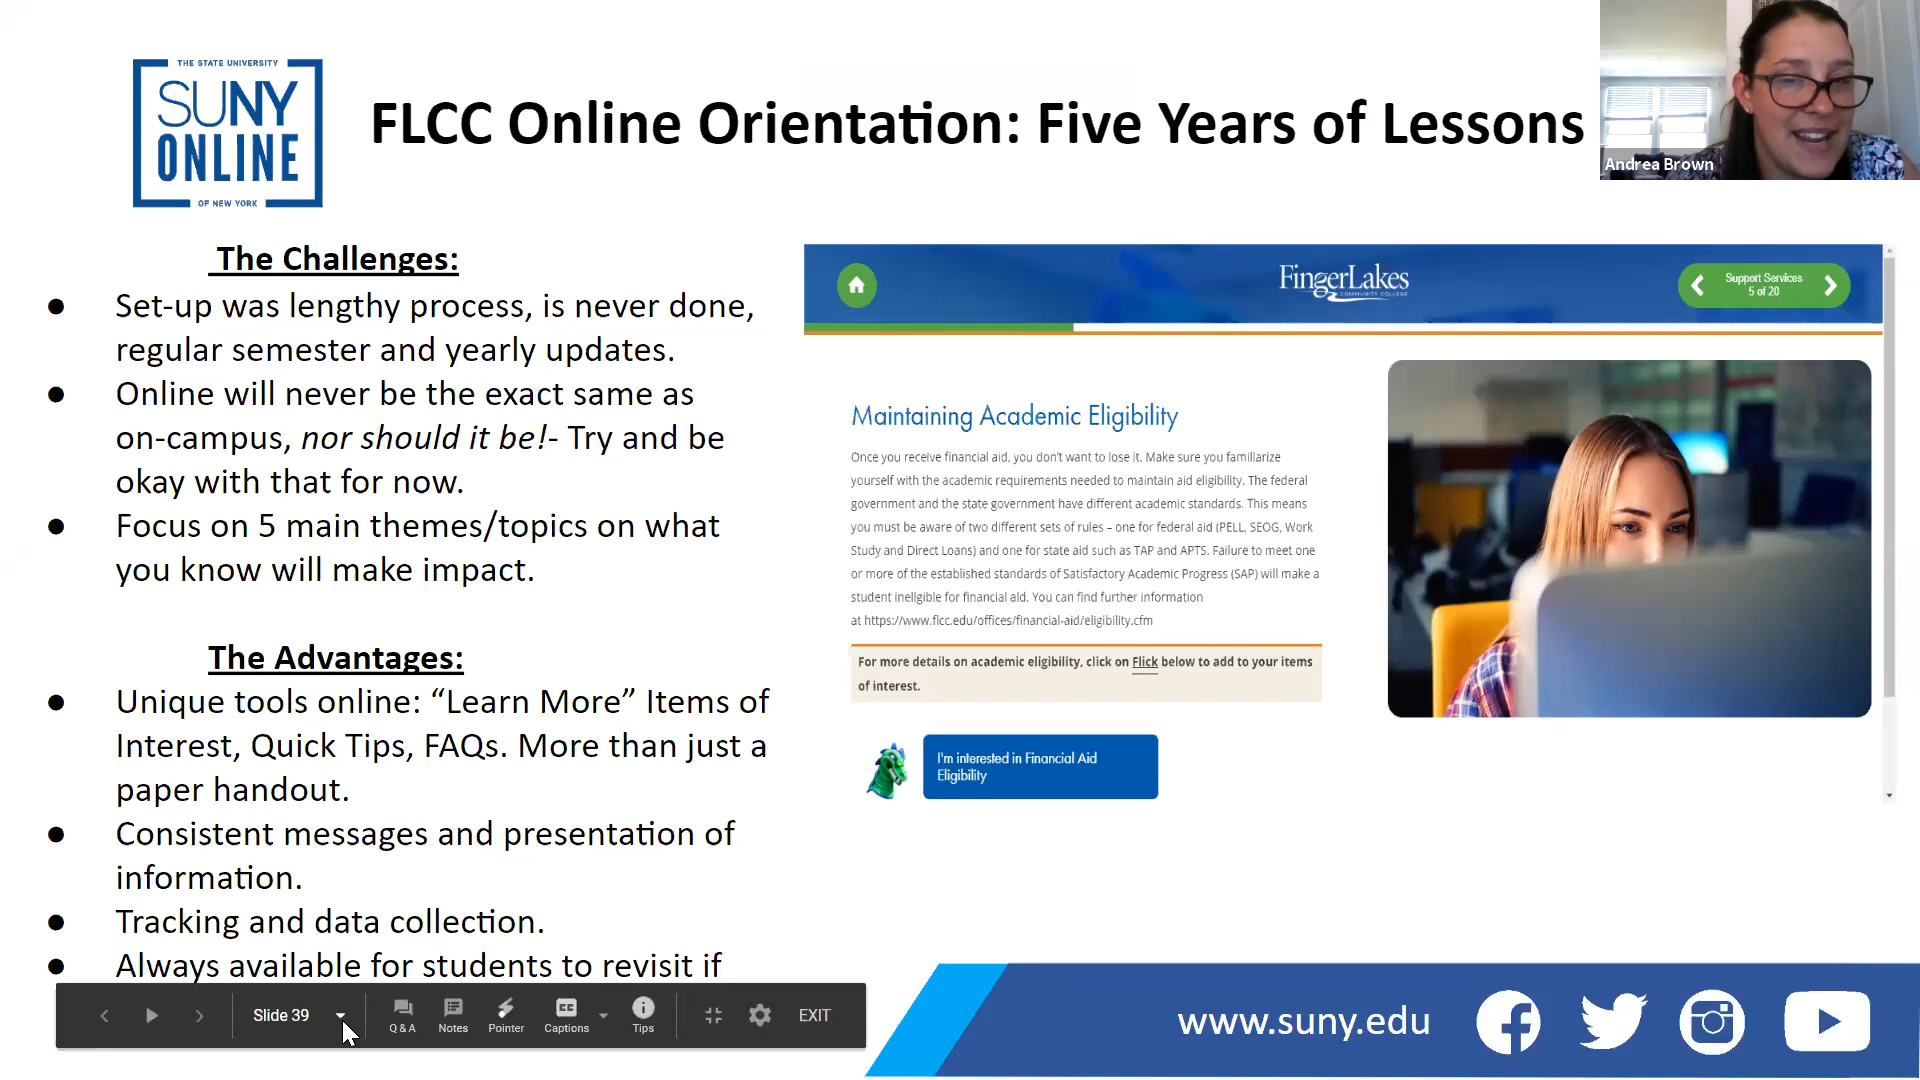 THE STATE UNIVERSITY
SUNY
ONLINE
OF NEW YORK
FLCC Online Orientation: Five Years of Lessons
Andrea Brown
The Challenges:
● Set-up was lengthy process, is never done,
regular semester and yearly updates.
● Online will never be the exact same as
on-campus, nor should it be!- Try and be
okay with that for now.
● Focus on 5 main themes/topics on what
you know will make impact.
The Advantages:
● Unique tools online: “Learn More” Items of
Interest, Quick Tips, FAQs. More than just a
paper handout.
● Consistent messages and presentation of
information.
● Tracking and data collection.
● Always available for students to revisit if
FingerLakes
COMMUNITY COLLEGE
Support Services
5 of 20
Maintaining Academic Eligibility
Once you receive financial aid, you don't want to lose it. Make sure you familiarize
yourself with the academic requirements needed to maintain aid eligibility. The federal
government and the state government have different academic standards. This means
you must be aware of two different sets of rules – one for federal aid (PELL, SEOG, Work
Study and Direct Loans) and one for state aid such as TAP and APTS. Failure to meet one
or more of the established standards of Satisfactory Academic Progress (SAP) will make a
student ineligible for financial aid. You can find further information
at https://www.flcc.edu/offices/financial-aid/eligibility.cfm
For more details on academic eligibility, click on Flick below to add to your items
of interest.
I'm interested in Financial Aid
Eligibility
Slide 39
Q & A
Notes
Pointer
CC
Captions
Tips
EXIT
www.suny.edu